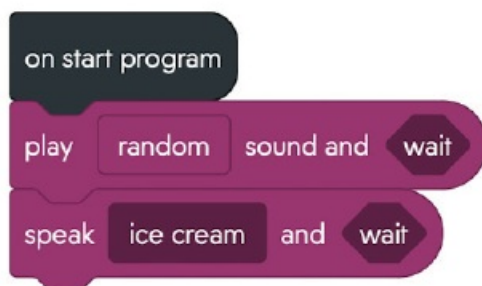 on start program
play random sound and wait
speak ice cream and wait